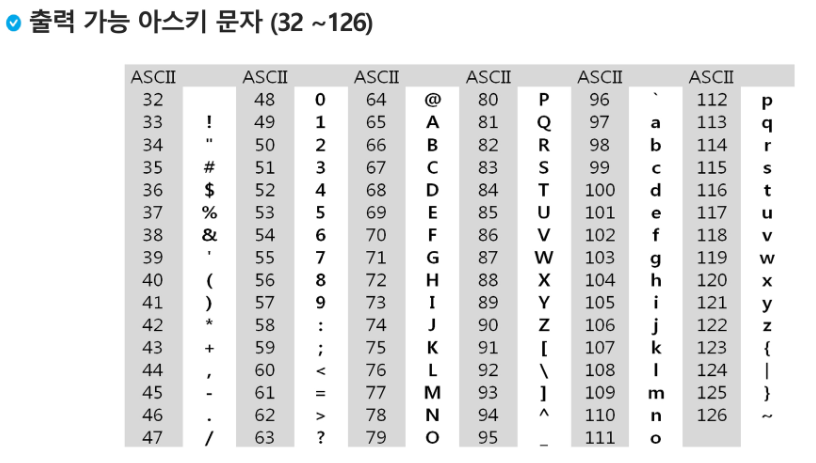 출력 가능 아스키 문자 (32 ~126)
ASCII ASCII ASCII ASCII ASCII ASCII
32 48 0 64 @ 80 P 96 ` 112 p
33 ! 49 1 65 A 81 Q 97 a 113 q
34 " 50 2 66 B 82 R 98 b 114 r
35 # 51 3 67 C 83 S 99 c 115 s
36 $ 52 4 68 D 84 T 100 d 116 t
37 % 53 5 69 E 85 U 101 e 117 u
38 & 54 6 70 F 86 V 102 f 118 v
39 ' 55 7 71 G 87 W 103 g 119 w
40 ( 56 8 72 H 88 X 104 h 120 x
41 ) 57 9 73 I 89 Y 105 i 121 y
42 * 58 : 74 J 90 Z 106 j 122 z
43 + 59 ; 75 K 91 [ 107 k 123 {
44 , 60 < 76 L 92 \ 108 l 124 |
45 - 61 = 77 M 93 ] 109 m 125 }
46 . 62 > 78 N 94 ^ 110 n 126 ~
47 / 63 ? 79 O 95 _ 111 o